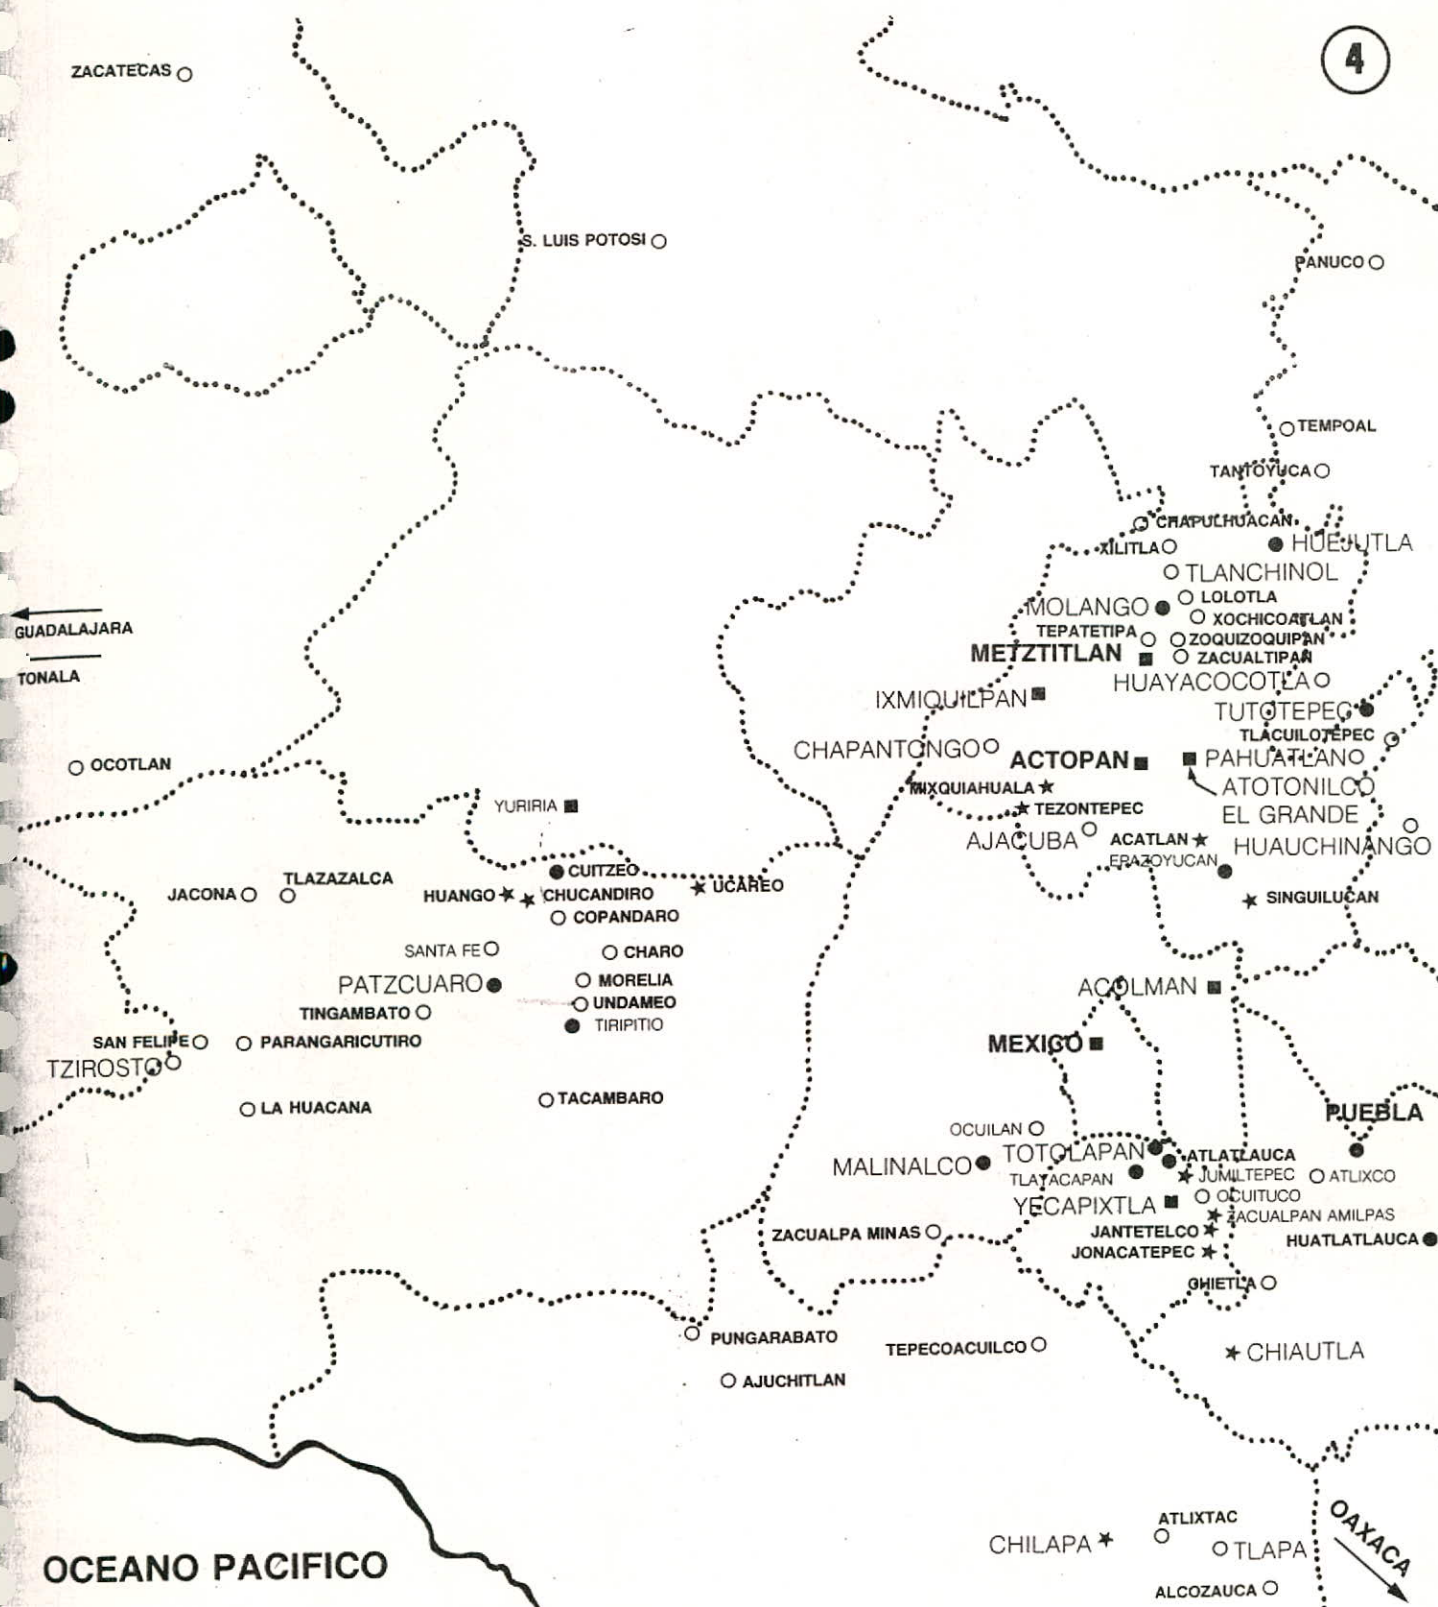 4
ZACATECAS
S. LUIS POTOSI
PANUCO
TEMPOAL
TANTOYUCA
CHAPULHUACAN
XILITLA
HUEJUTLA
TLANCHINOL
LOLOTLA
MOLANGO
XOCHICOATLAN
TEPATETIPA
ZOQUIZOQUIPAN
METZTITLAN
ZACUALTIPAN
HUAYACOCOTLA
IXMIQUILPAN
TUTOTEPEC
TLACUILOTEPEC
CHAPANTONGO
ACTOPAN
PAHUATLAN
MIXQUIAHUALA
ATOTONILCO
EL GRANDE
TEZONTEPEC
AJACUBA
ACATLAN
HUAUCHINANGO
EPAZOYUCAN
SINGUILUCAN
GUADALAJARA
TONALA
OCOTLAN
YURIRIA
CUITZEO
JACONA
TLAZAZALCA
HUANGO
CHUCANDIRO
UCAREO
COPANDARO
SANTA FE
CHARO
PATZCUARO
MORELIA
UNDAMEO
TINGAMBATO
TIRIPITIO
SAN FELIPE
PARANGARICUTIRO
TZIROSTO
LA HUACANA
TACAMBARO
ACOLMAN
MEXICO
PUEBLA
OCUILAN
TOTOLAPAN
ATLATLAUCA
MALINALCO
TLAYACAPAN
JUMILTEPEC
ATLIXCO
YECAPIXTLA
OCUITUCO
ZACUALPAN AMILPAS
ZACUALPA MINAS
JANTETELCO
HUATLATLAUCA
JONACATEPEC
CHIETLA
PUNGARABATO
TEPECOACUILCO
CHIAUTLA
AJUCHITLAN
OCEANO PACIFICO
CHILAPA
ATLIXTAC
TLAPA
ALCOZAUCA
OAXACA